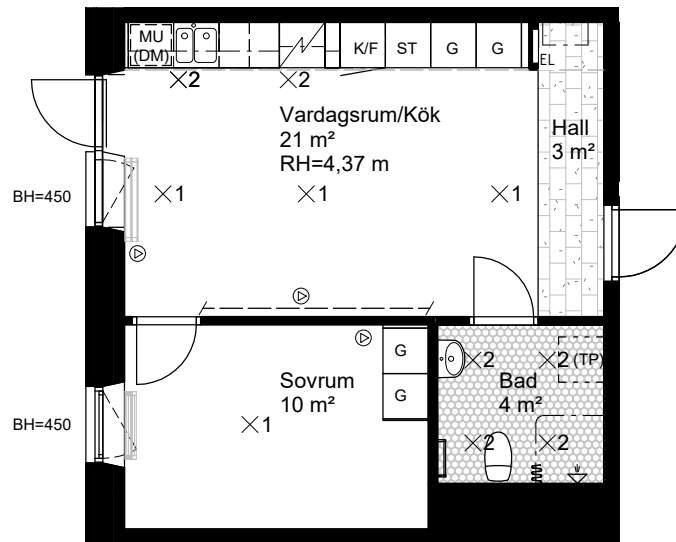 MU
(DM)
K/F
ST
G
G
EL
2
2
Vardagsrum/Kök
21 m²
RH=4,37 m
Hall
3 m²
BH=450
1
1
1
G
G
2
2
(TP)
Sovrum
10 m²
Bad
4 m²
BH=450
1
2
2